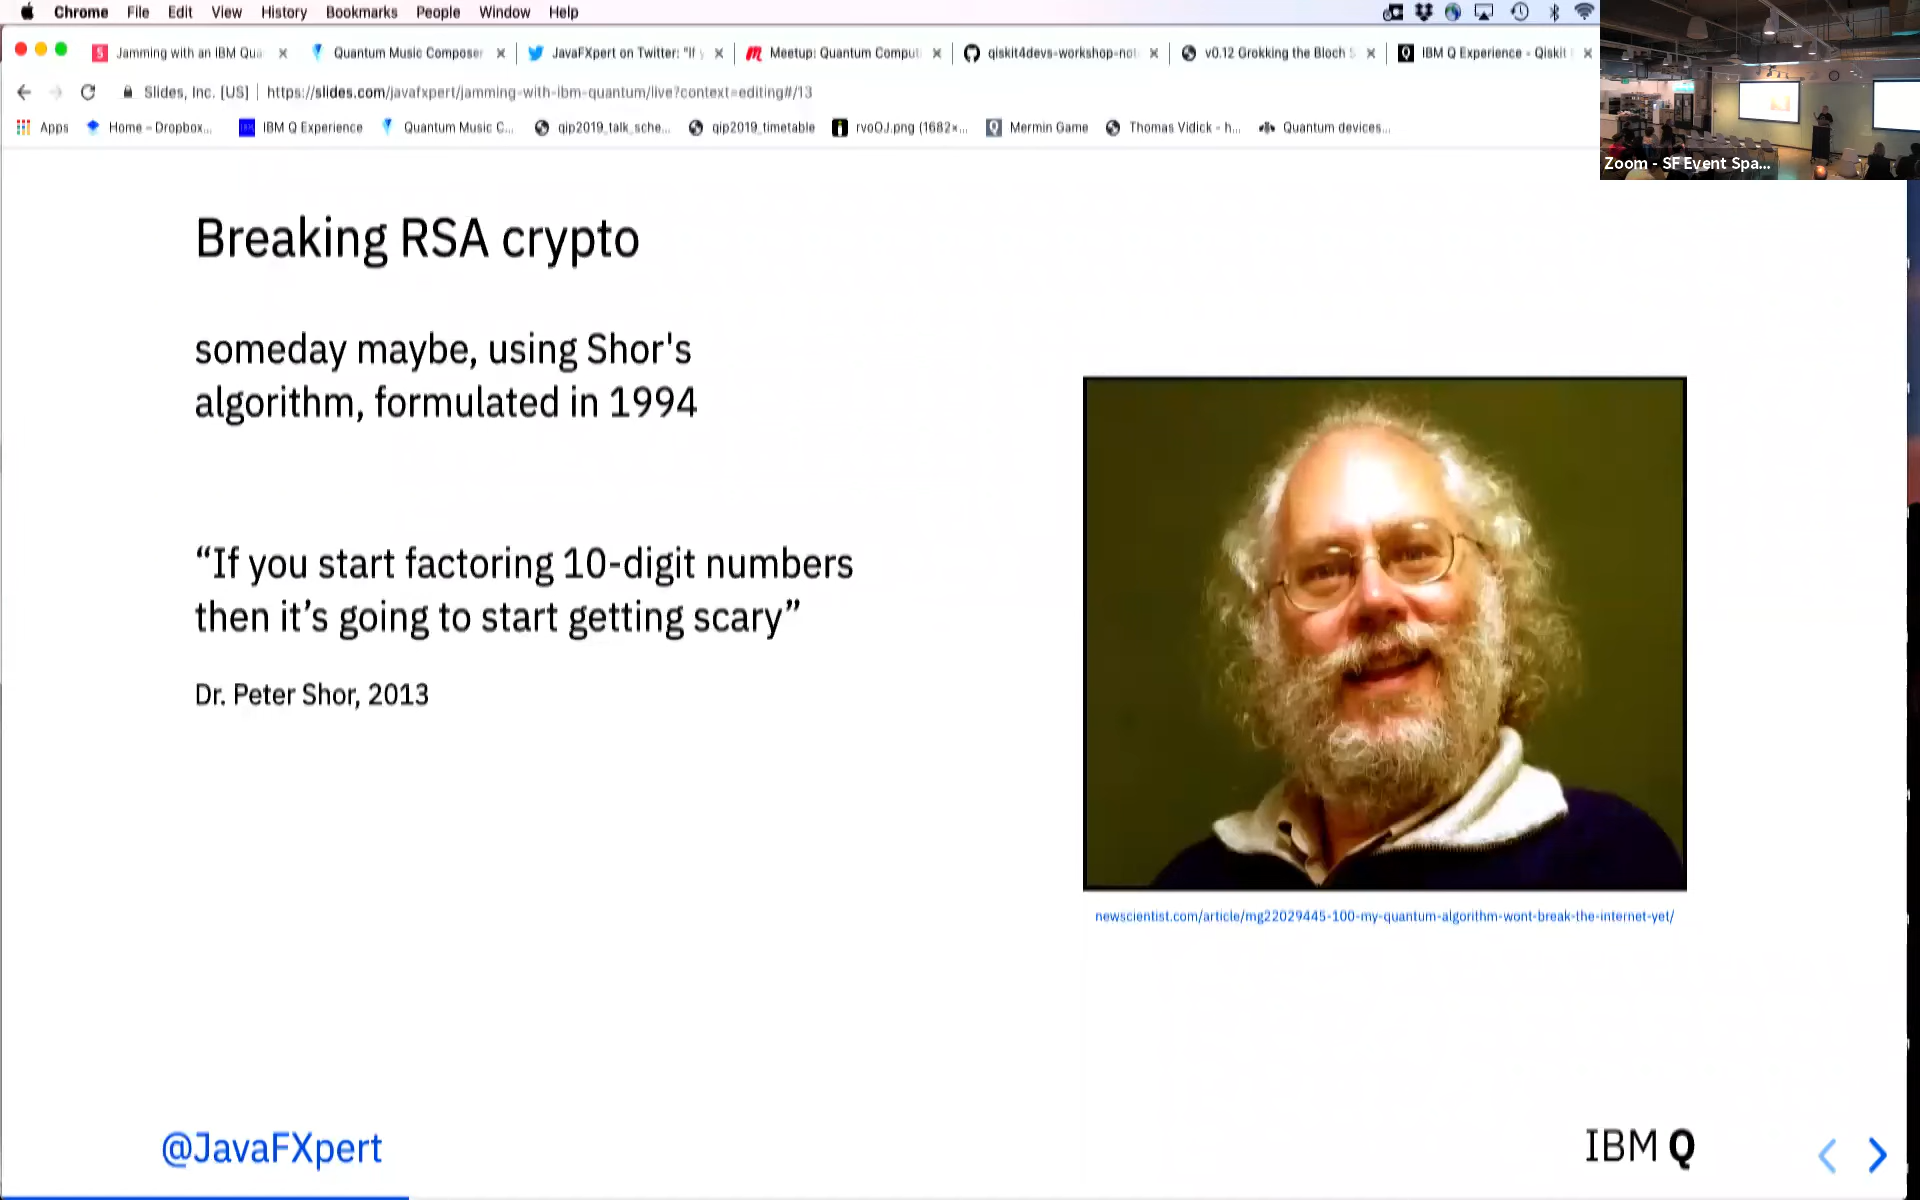 Chrome File Edit View History Bookmarks People Window Help
Jamming with an IBM Qua
Quantum Music Composer
JavaFXpert on Twitter: "If y
Meetup: Quantum Comput
qiskit4devs-workshop-not
v0.12 Grokking the Bloch S
IBM Q Experience - Qiskit
Slides, Inc. [US] https://slides.com/javafxpert/jamming-with-ibm-quantum/live?context=editing#/13
Apps Home – Dropbox... IBM Q Experience Quantum Music C... qip2019_talk_sche... qip2019_timetable rvoOJ.png (1682×... Mermin Game Thomas Vidick - h... Quantum devices...
Zoom - SF Event Spa...
Breaking RSA crypto
someday maybe, using Shor's
algorithm, formulated in 1994
“If you start factoring 10-digit numbers
then it’s going to start getting scary”
Dr. Peter Shor, 2013
newscientist.com/article/mg22029445-100-my-quantum-algorithm-wont-break-the-internet-yet/
@JavaFXpert
IBM Q